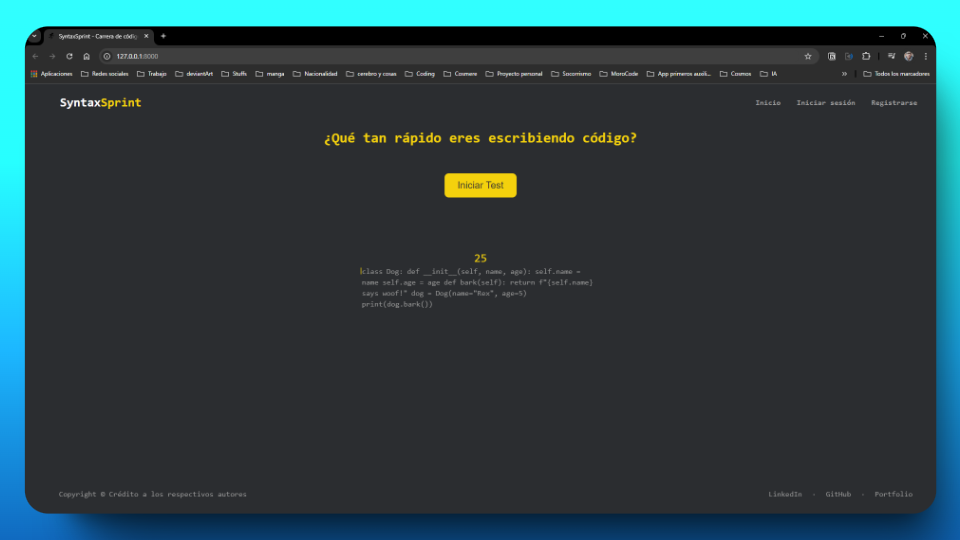 SyntaxSprint - Carrera de códig
127.0.0.1:8000
Aplicaciones Redes sociales Trabajo deviantArt Stuffs manga Nacionalidad cerebro y cosas Coding Cosmere Proyecto personal Socorrismo MoroCode App primeros auxili... Cosmos IA » Todos los marcadores
SyntaxSprint Inicio Iniciar sesión Registrarse
¿Qué tan rápido eres escribiendo código?
Iniciar Test
25
class Dog: def __init__(self, name, age): self.name =
name self.age = age def bark(self): return f"{self.name}
says woof!" dog = Dog(name="Rex", age=5)
print(dog.bark())
Copyright © Crédito a los respectivos autores LinkedIn - GitHub - Portfolio